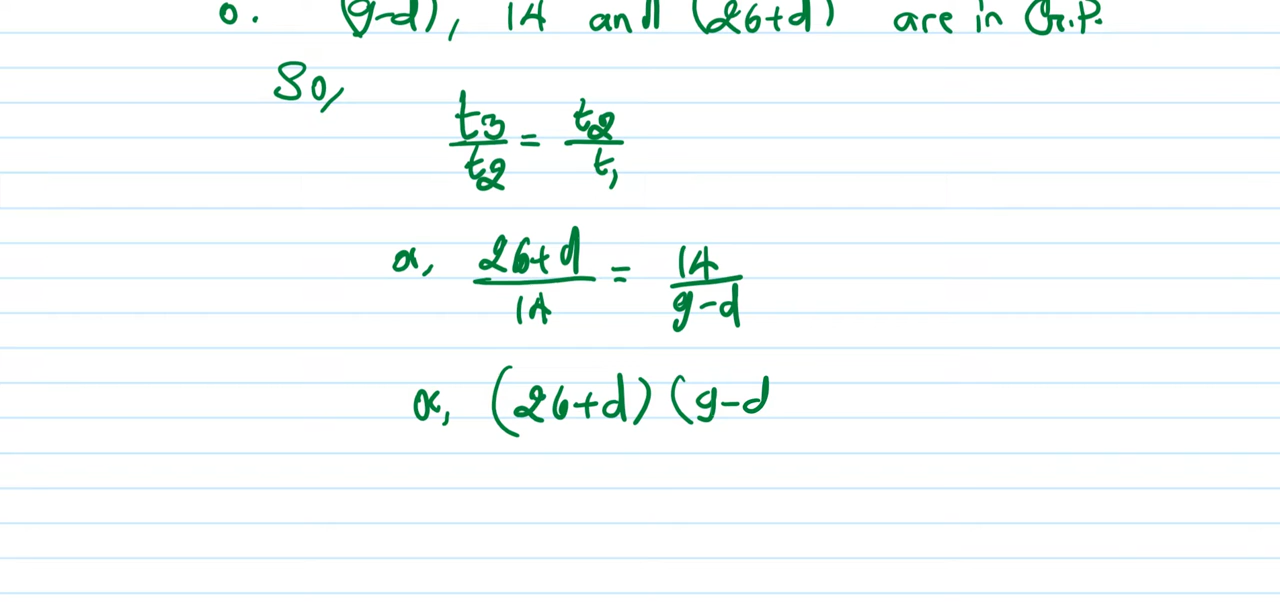 o. (9-d), 14 and (26+d) are in G.P.
So,
t3/t2 = t2/t1
or, 26+d/14 = 14/9-d
or, (26+d) (9-d